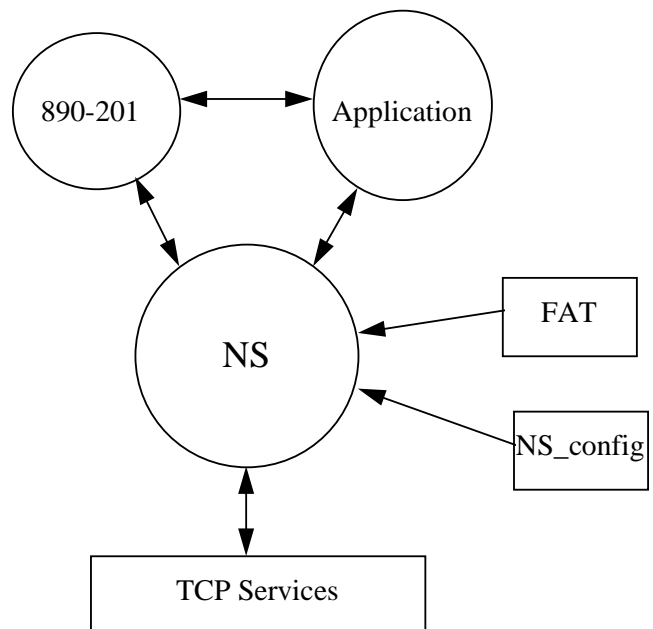 890-201
Application
NS
FAT
NS_config
TCP Services